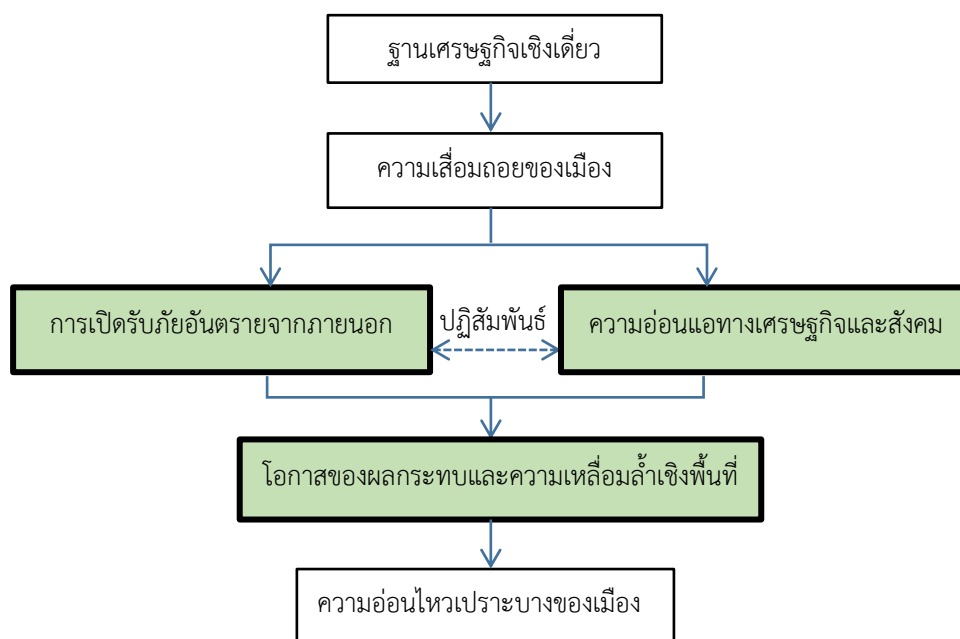 ฐานเศรษฐกิจเชิงเดี่ยว
ความเสื่อมถอยของเมือง
การเปิดรับภัยอันตรายจากภายนอก
ปฏิสัมพันธ์
ความอ่อนแอทางเศรษฐกิจและสังคม
โอกาสของผลกระทบและความเหลื่อมล้ำเชิงพื้นที่
ความอ่อนไหวเปราะบางของเมือง